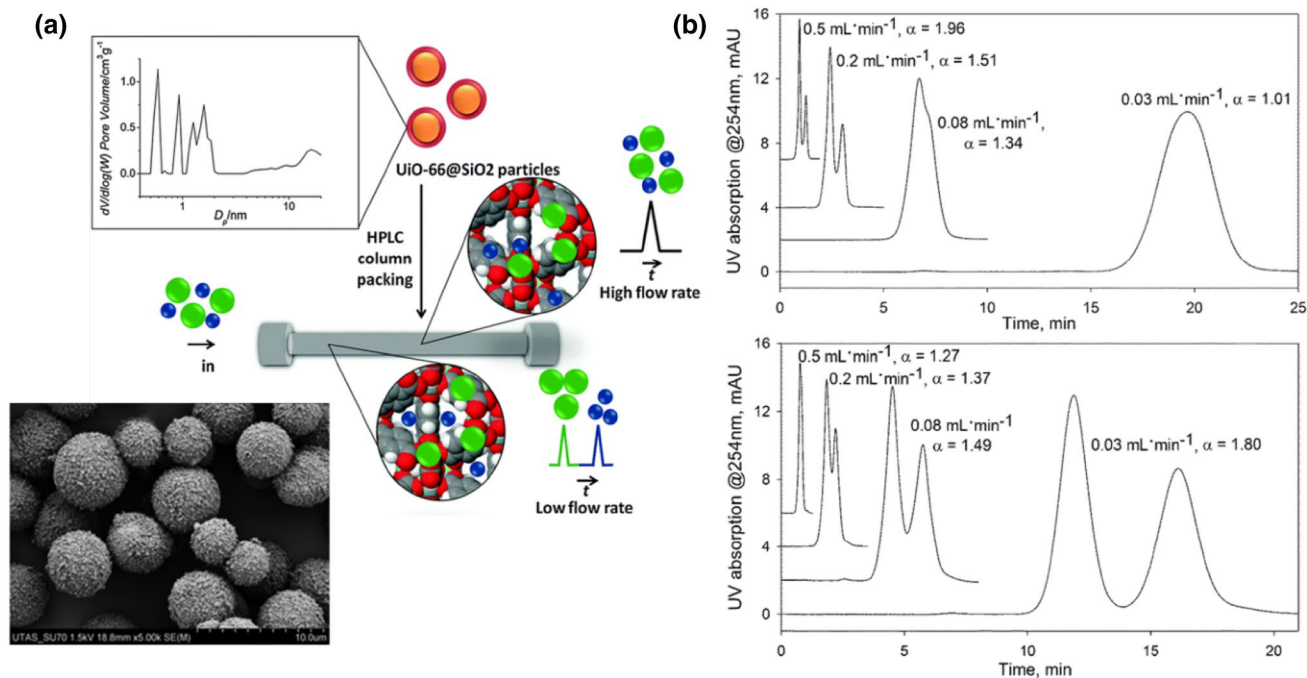 (a)
dV/dlog(W) Pore Volume/cm³g⁻¹
1.0
0.5
0.0
1
10
Dₚ/nm
UiO-66@SiO2 particles
HPLC
column
packing
in
t
High flow rate
t
Low flow rate
UTAS_SU70 1.5kV 18.8mm x5.00k SE(M)
10.0um
(b)
UV absorption @254nm, mAU
16
12
8
4
0
0.5 mL·min⁻¹, α = 1.96
0.2 mL·min⁻¹, α = 1.51
0.08 mL·min⁻¹,
α = 1.34
0.03 mL·min⁻¹, α = 1.01
0
5
10
15
20
25
Time, min
UV absorption @254nm, mAU
16
12
8
4
0
0.5 mL·min⁻¹, α = 1.27
0.2 mL·min⁻¹, α = 1.37
0.08 mL·min⁻¹
α = 1.49
0.03 mL·min⁻¹, α = 1.80
0
5
10
15
20
Time, min